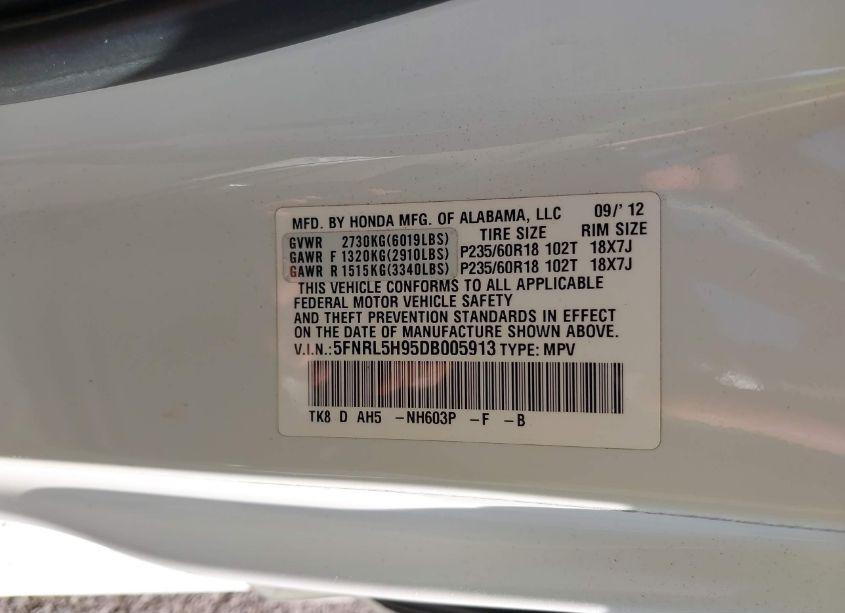 MFD. BY HONDA MFG. OF ALABAMA, LLC 09/' 12
TIRE SIZE RIM SIZE
GVWR 2730KG(6019LBS)
GAWR F 1320KG(2910LBS) P235/60R18 102T 18X7J
GAWR R 1515KG(3340LBS) P235/60R18 102T 18X7J
THIS VEHICLE CONFORMS TO ALL APPLICABLE
FEDERAL MOTOR VEHICLE SAFETY
AND THEFT PREVENTION STANDARDS IN EFFECT
ON THE DATE OF MANUFACTURE SHOWN ABOVE.
V.I.N.:5FNRL5H95DB005913 TYPE: MPV
TK8 D AH5 -NH603P -F -B